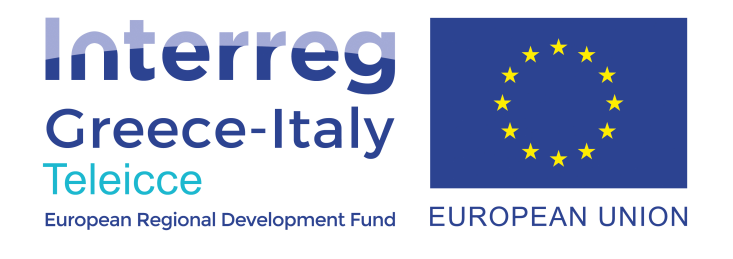 Interreg
Greece-Italy
Teleicce
European Regional Development Fund
EUROPEAN UNION